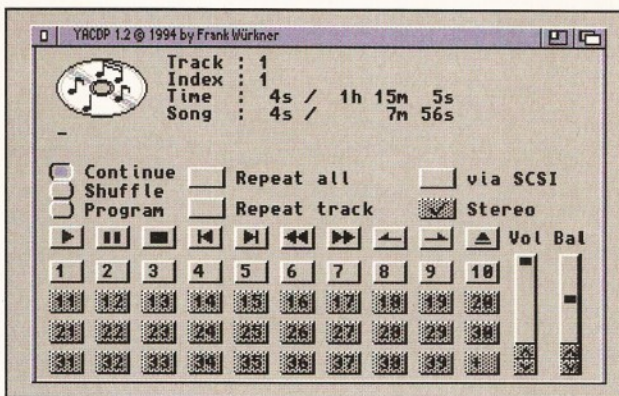 YACDP 1.2 © 1994 by Frank Würkner
Track : 1
Index : 1
Time : 4s / 1h 15m 5s
Song : 4s / 7m 56s
Continue
Repeat all
via SCSI
Shuffle
Program
Repeat track
Stereo
Vol Bal
1 2 3 4 5 6 7 8 9 10
11 12 13 14 15 16 17 18 19 20
21 22 23 24 25 26 27 28 29 30
31 32 33 34 35 36 37 38 39